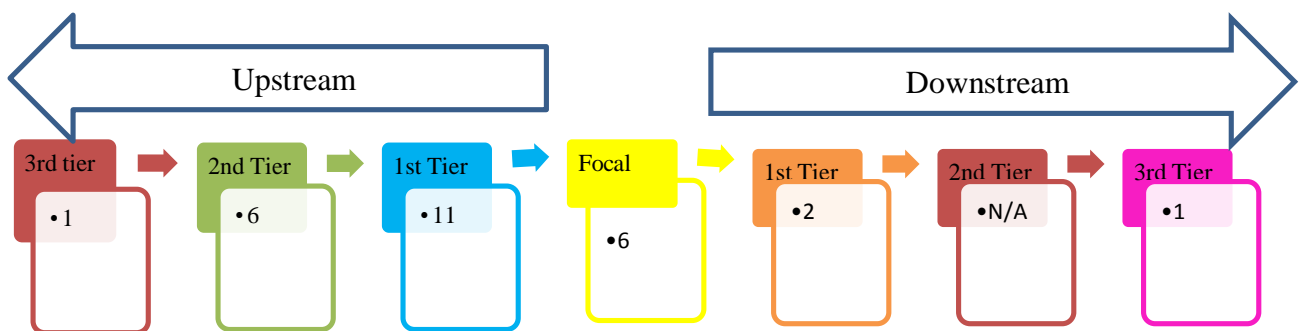 Upstream
Downstream
3rd tier
2nd Tier
1st Tier
Focal
1st Tier
2nd Tier
3rd Tier
•1
•6
•11
•6
•2
•N/A
•1